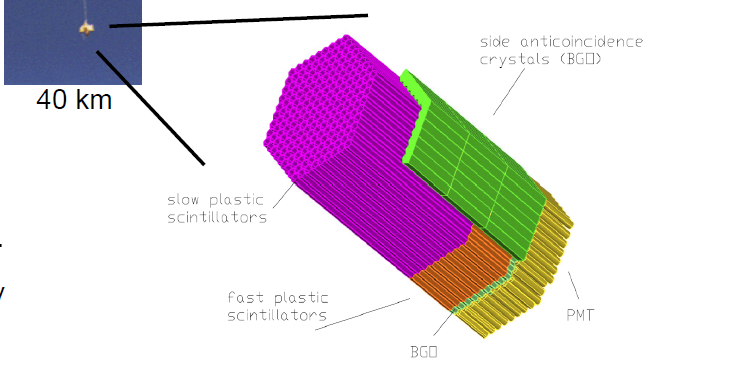 side anticoincidence
crystals (BGO)
40 km
slow plastic
scintillators
fast plastic
scintillators
PMT
BGO